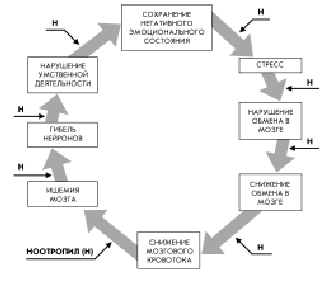 СОХРАНЕНИЕ
НЕГАТИВНОГО
ЭМОЦИОНАЛЬНОГО
СОСТОЯНИЯ
Н
СТРЕСС
Н
НАРУШЕНИЕ
ОБМЕНА В
МОЗГЕ
Н
СНИЖЕНИЕ
ОБМЕНА В
МОЗГЕ
Н
СНИЖЕНИЕ
МОЗГОВОГО
КРОВОТОКА
НООТРОПИЛ (Н)
ИШЕМИЯ
МОЗГА
Н
ГИБЕЛЬ
НЕЙРОНОВ
Н
НАРУШЕНИЕ
УМСТВЕННОЙ
ДЕЯТЕЛЬНОСТИ
Н